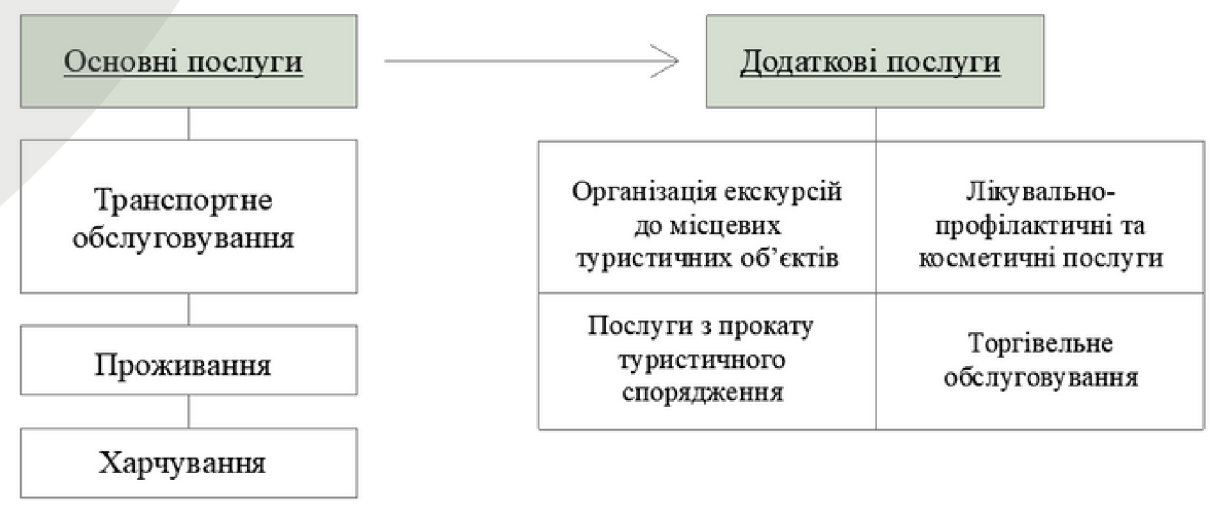 Основні послуги
Додаткові послуги
Транспортне
обслуговування
Проживання
Харчування
Організація екскурсій
до місцевих
туристичних об’єктів
Лікувально-
профілактичні та
косметичні послуги
Послуги з прокату
туристичного
спорядження
Торгівельне
обслуговування